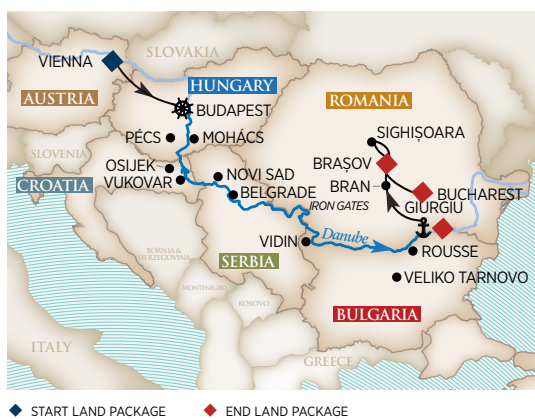 SLOVAKIA
VIENNA
HUNGARY
AUSTRIA
BUDAPEST
ROMANIA
SIGHIȘOARA
PÉCS
MOHÁCS
SLOVENIA
OSIJEK
NOVI SAD
BRAȘOV
CROATIA
VUKOVAR
BRAN
BUCHAREST
BELGRADE
IRON GATES
GIURGIU
Danube
VIDIN
ROUSSE
BORNIA &
HERZEGOVINA
SERBIA
VELIKO TARNOVO
MONTENEGRO
KOSOVO
BULGARIA
ITALY
GREECE
START LAND PACKAGE
END LAND PACKAGE